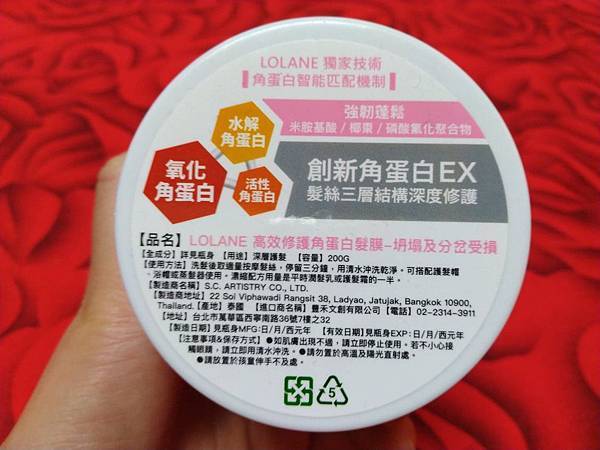 LOLANE 獨家技術
角蛋白智能匹配機制
強韌蓬鬆
米胺基酸/椰棗/磷酸氟化聚合物
水解
角蛋白
氧化
角蛋白
活性
角蛋白
創新角蛋白EX
髮絲三層結構深度修護
【品名】LOLANE 高效修護角蛋白髮膜-坍塌及分岔受損
【全成分】詳見瓶身 【用途】深層護髮 【容量】200G
【使用方法】洗髮後取適量按摩髮絲，停留三分鐘，用清水沖洗乾淨。可搭配護髮帽
、浴帽或蒸髮器使用。濃縮配方用量是平時潤髮乳或護髮霜的一半。
【製造商名稱】S.C. ARTISTRY CO., LTD.
【製造商地址】22 Soi Viphawadi Rangsit 38, Ladyao, Jatujak, Bangkok 10900,
Thailand.【產地】泰國 【進口商名稱】豐禾文創有限公司【電話】02-2314-3911
【地址】台北市萬華區西寧南路36號7樓之32
【製造日期】見瓶身MFG:日/月/西元年 【有效日期】見瓶身EXP:日/月/西元年
【注意事項&保存方式】●如肌膚出現不適，請立即停止使用。若不小心接
觸眼睛，請立即用清水沖洗。●請勿置於高溫及陽光直射處。
●請放置於孩童伸手不及處。
5